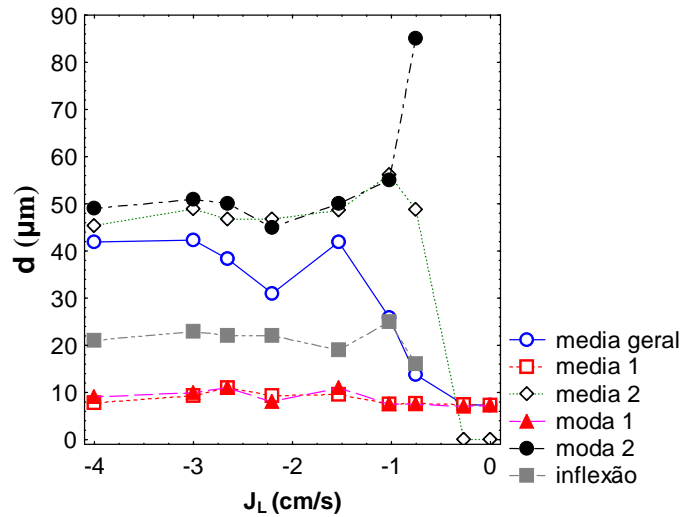 90
80
70
60
50
40
30
20
10
0
d (µm)
-4 -3 -2 -1 0
J_L (cm/s)
media geral
media 1
media 2
moda 1
moda 2
inflexão